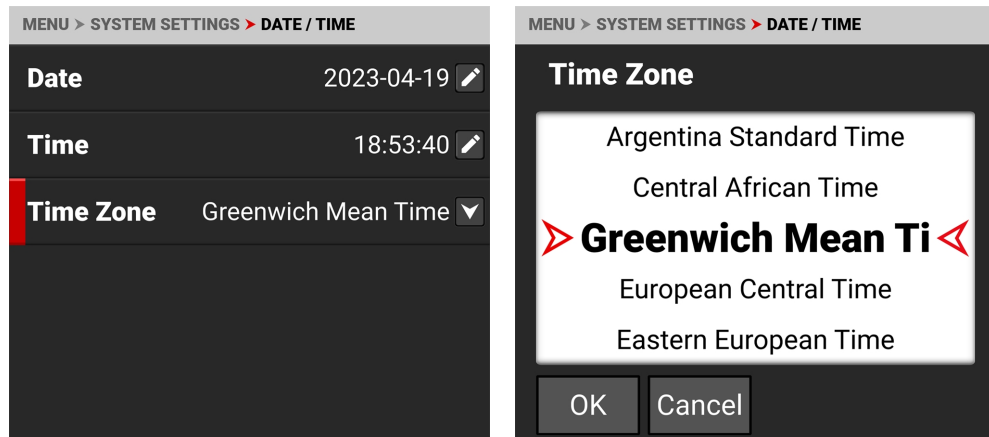 MENU > SYSTEM SETTINGS > DATE / TIME
Date 2023-04-19
Time 18:53:40
Time Zone Greenwich Mean Time
MENU > SYSTEM SETTINGS > DATE / TIME
Time Zone
Argentina Standard Time
Central African Time
Greenwich Mean Ti
European Central Time
Eastern European Time
OK Cancel